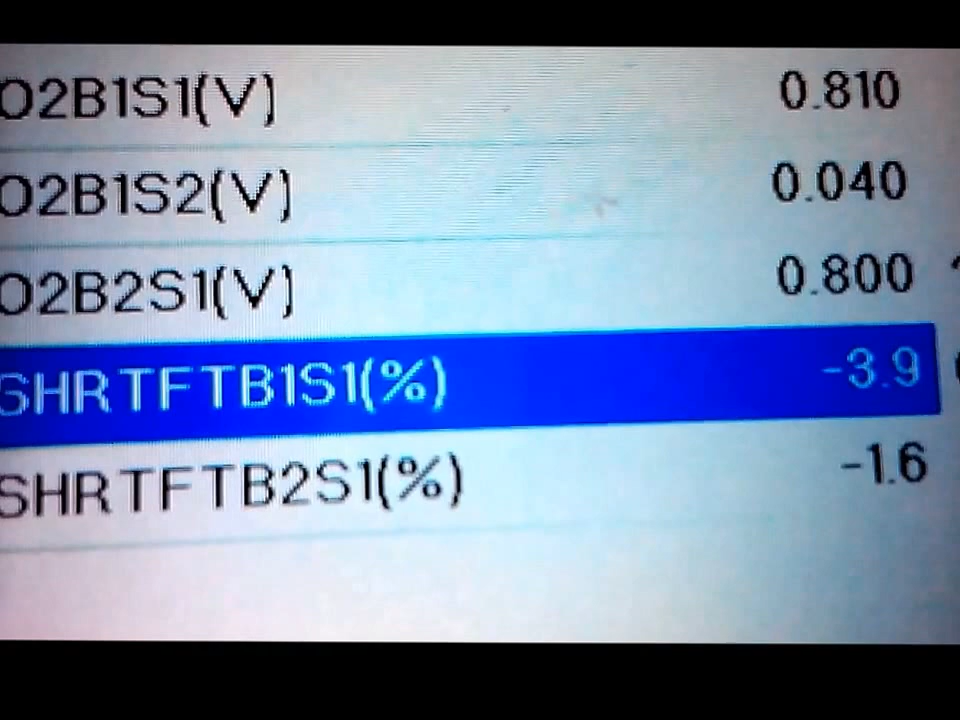 O2B1S1(V) 0.810
O2B1S2(V) 0.040
O2B2S1(V) 0.800
SHRTFTB1S1(%) -3.9
SHRTFTB2S1(%) -1.6